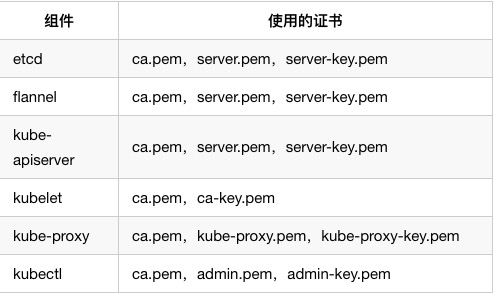 组件 使用的证书
etcd ca.pem，server.pem，server-key.pem
flannel ca.pem，server.pem，server-key.pem
kube-
apiserver ca.pem，server.pem，server-key.pem
kubelet ca.pem，ca-key.pem
kube-proxy ca.pem，kube-proxy.pem，kube-proxy-key.pem
kubectl ca.pem，admin.pem，admin-key.pem